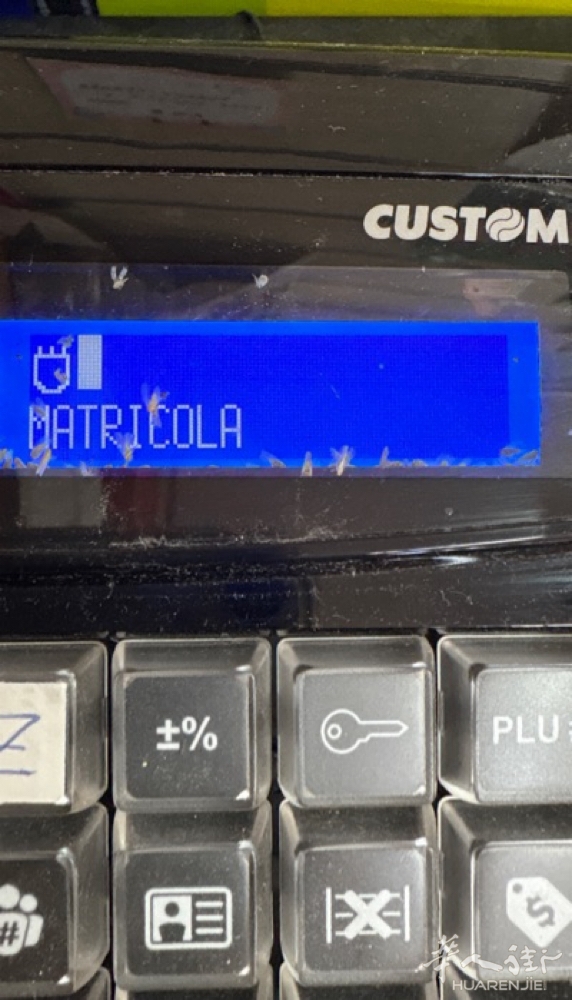 CUSTOM
MATRICOLA
Z
±%
PLU
#
$
華人街
HUARENJIE